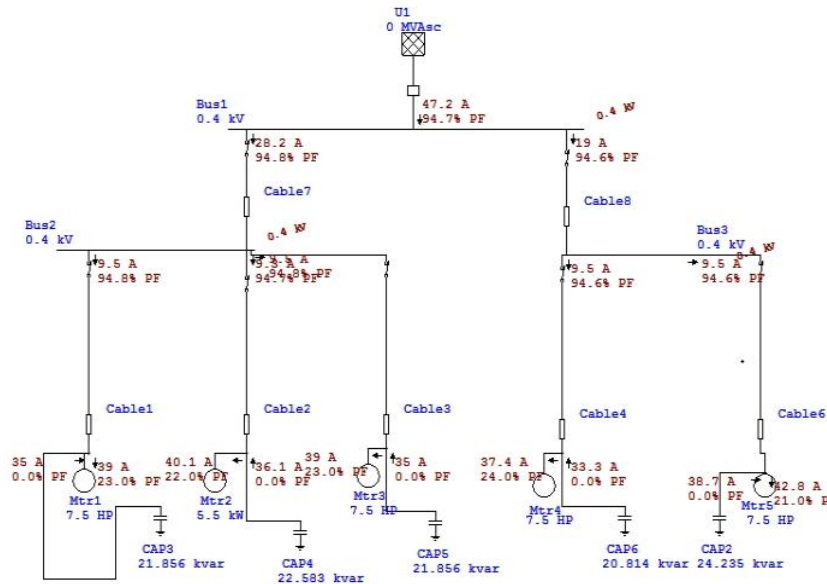 U1
0 MVAsc
47.2 A
94.7% PF
0.4 kV
Bus1
0.4 kV
28.2 A
94.8% PF
19 A
94.6% PF
Cable7
Cable8
Bus2
0.4 kV
0.4 kV
Bus3
0.4 kV
0.4 kV
9.5 A
94.8% PF
9.3 A
94.7% PF
9.5 A
94.8% PF
9.5 A
94.6% PF
9.5 A
94.6% PF
Cable1
Cable2
Cable3
Cable4
Cable6
35 A
0.0% PF
39 A
23.0% PF
Mtr1
7.5 HP
40.1 A
22.0% PF
36.1 A
0.0% PF
Mtr2
5.5 kW
39 A
23.0% PF
35 A
0.0% PF
Mtr3
7.5 HP
37.4 A
24.0% PF
33.3 A
0.0% PF
Mtr4
7.5 HP
38.7 A
0.0% PF
42.8 A
21.0% P
Mtr5
7.5 HP
CAP3
21.856 kvar
CAP4
22.583 kvar
CAP5
21.856 kvar
CAP6
20.814 kvar
CAP2
24.235 kvar